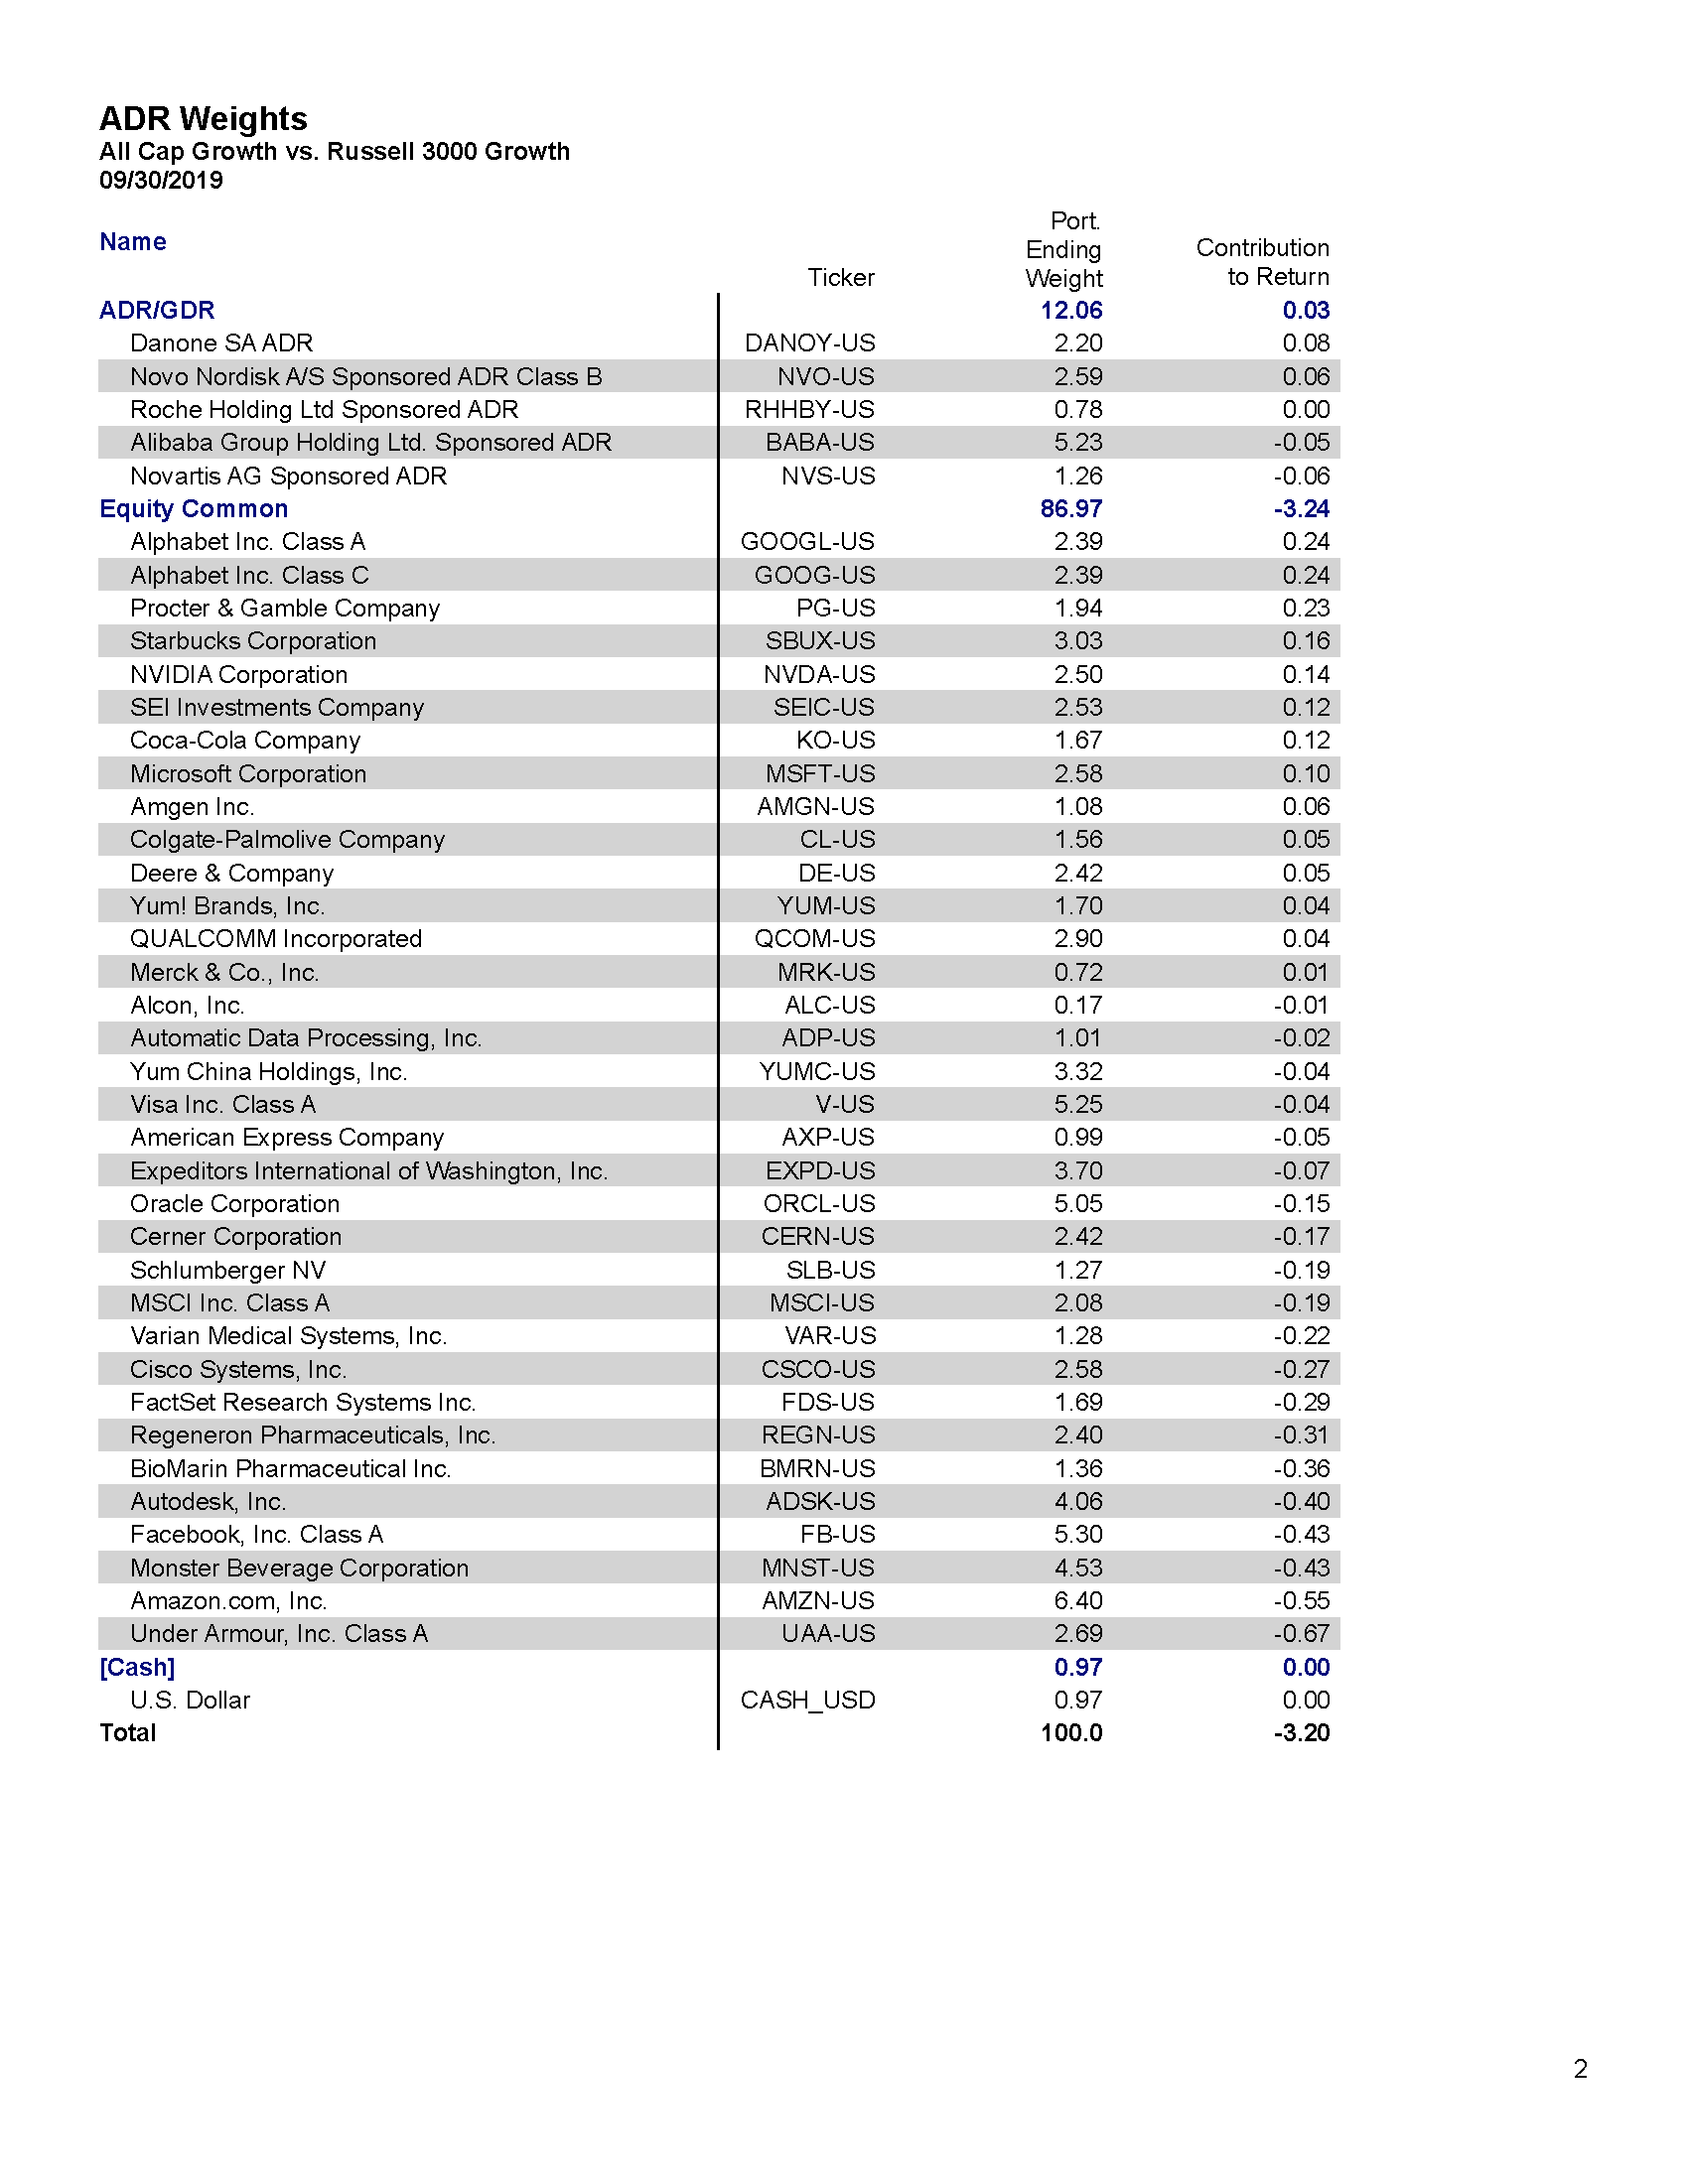 ADR Weights
All Cap Growth vs. Russell 3000 Growth
09/30/2019
Name Ticker Port. Ending Weight Contribution to Return
ADR/GDR 12.06 0.03
Danone SA ADR DANOY-US 2.20 0.08
Novo Nordisk A/S Sponsored ADR Class B NVO-US 2.59 0.06
Roche Holding Ltd Sponsored ADR RHHBY-US 0.78 0.00
Alibaba Group Holding Ltd. Sponsored ADR BABA-US 5.23 -0.05
Novartis AG Sponsored ADR NVS-US 1.26 -0.06
Equity Common 86.97 -3.24
Alphabet Inc. Class A GOOGL-US 2.39 0.24
Alphabet Inc. Class C GOOG-US 2.39 0.24
Procter & Gamble Company PG-US 1.94 0.23
Starbucks Corporation SBUX-US 3.03 0.16
NVIDIA Corporation NVDA-US 2.50 0.14
SEI Investments Company SEIC-US 2.53 0.12
Coca-Cola Company KO-US 1.67 0.12
Microsoft Corporation MSFT-US 2.58 0.10
Amgen Inc. AMGN-US 1.08 0.06
Colgate-Palmolive Company CL-US 1.56 0.05
Deere & Company DE-US 2.42 0.05
Yum! Brands, Inc. YUM-US 1.70 0.04
QUALCOMM Incorporated QCOM-US 2.90 0.04
Merck & Co., Inc. MRK-US 0.72 0.01
Alcon, Inc. ALC-US 0.17 -0.01
Automatic Data Processing, Inc. ADP-US 1.01 -0.02
Yum China Holdings, Inc. YUMC-US 3.32 -0.04
Visa Inc. Class A V-US 5.25 -0.04
American Express Company AXP-US 0.99 -0.05
Expeditors International of Washington, Inc. EXPD-US 3.70 -0.07
Oracle Corporation ORCL-US 5.05 -0.15
Cerner Corporation CERN-US 2.42 -0.17
Schlumberger NV SLB-US 1.27 -0.19
MSCI Inc. Class A MSCI-US 2.08 -0.19
Varian Medical Systems, Inc. VAR-US 1.28 -0.22
Cisco Systems, Inc. CSCO-US 2.58 -0.27
FactSet Research Systems Inc. FDS-US 1.69 -0.29
Regeneron Pharmaceuticals, Inc. REGN-US 2.40 -0.31
BioMarin Pharmaceutical Inc. BMRN-US 1.36 -0.36
Autodesk, Inc. ADSK-US 4.06 -0.40
Facebook, Inc. Class A FB-US 5.30 -0.43
Monster Beverage Corporation MNST-US 4.53 -0.43
Amazon.com, Inc. AMZN-US 6.40 -0.55
Under Armour, Inc. Class A UAA-US 2.69 -0.67
[Cash] 0.97 0.00
U.S. Dollar CASH_USD 0.97 0.00
Total 100.0 -3.20
2